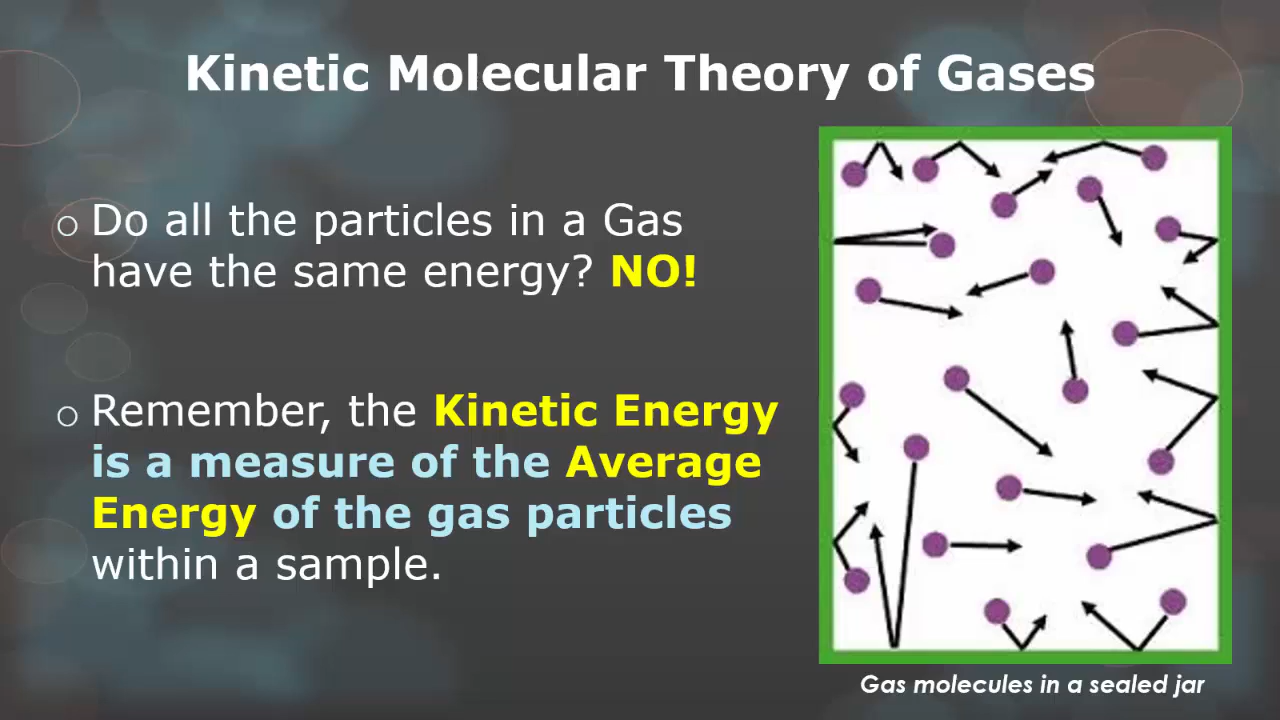 Kinetic Molecular Theory of Gases
Do all the particles in a Gas
have the same energy? NO!
Remember, the Kinetic Energy
is a measure of the Average
Energy of the gas particles
within a sample.
Gas molecules in a sealed jar